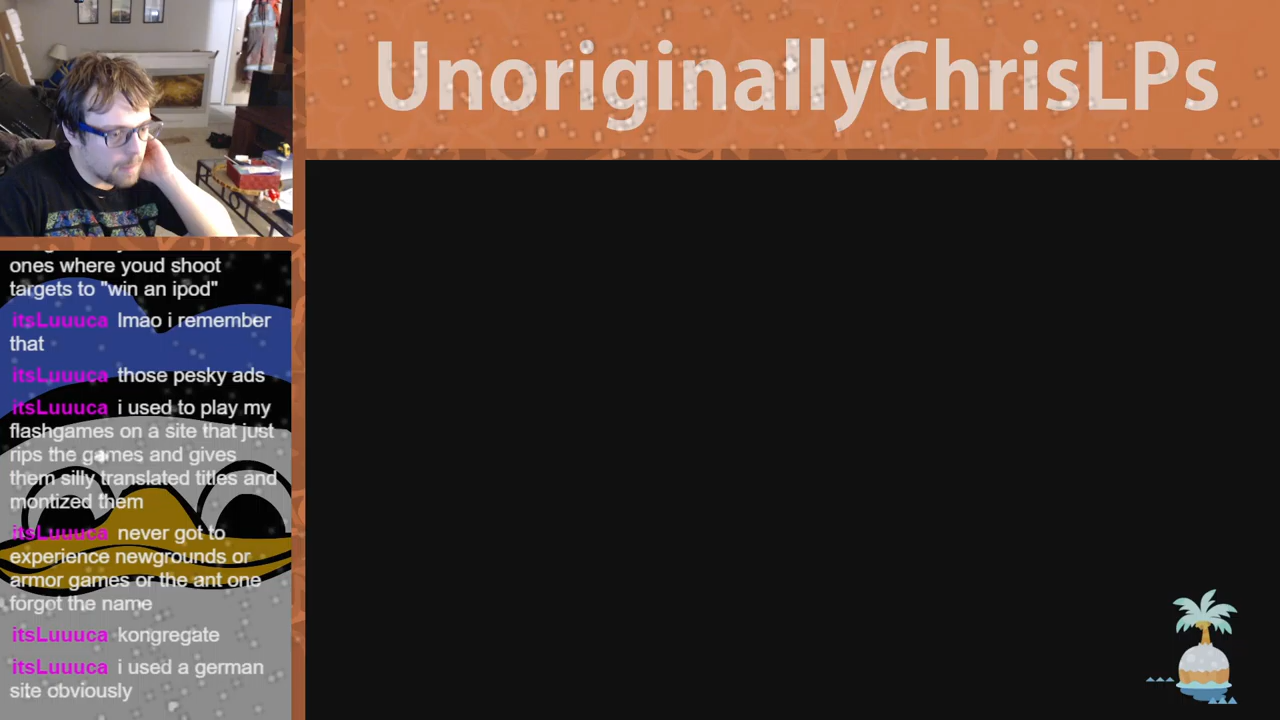 UnoriginallyChrisLPs
ones where youd shoot
targets to "win an ipod"
itsLuuuca lmao i remember
that
itsLuuuca those pesky ads
itsLuuuca i used to play my
flashgames on a site that just
rips the games and gives
them silly translated titles and
montized them
itsLuuuca never got to
experience newgrounds or
armor games or the ant one
forgot the name
itsLuuuca kongregate
itsLuuuca i used a german
site obviously